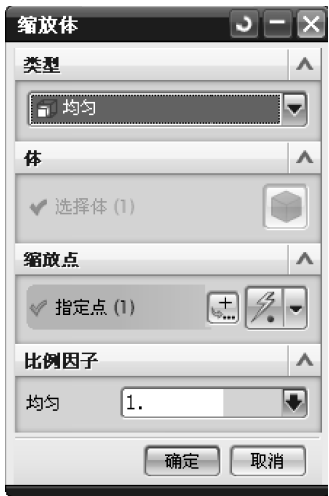 缩放体
类型
均匀
体
选择体 (1)
缩放点
指定点 (1)
比例因子
均匀 1.
确定 取消